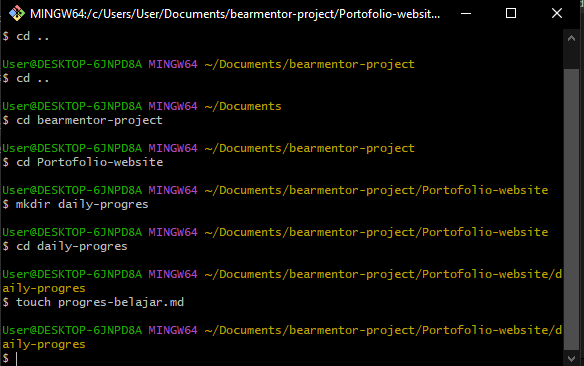 MINGW64:/c/Users/User/Documents/bearmentor-project/Portofolio-websit...
$ cd ..
User@DESKTOP-6JNPD8A MINGW64 ~/Documents/bearmentor-project
$ cd ..
User@DESKTOP-6JNPD8A MINGW64 ~/Documents
$ cd bearmentor-project
User@DESKTOP-6JNPD8A MINGW64 ~/Documents/bearmentor-project
$ cd Portofolio-website
User@DESKTOP-6JNPD8A MINGW64 ~/Documents/bearmentor-project/Portofolio-website
$ mkdir daily-progres
User@DESKTOP-6JNPD8A MINGW64 ~/Documents/bearmentor-project/Portofolio-website
$ cd daily-progres
User@DESKTOP-6JNPD8A MINGW64 ~/Documents/bearmentor-project/Portofolio-website/d
aily-progres
$ touch progres-belajar.md
User@DESKTOP-6JNPD8A MINGW64 ~/Documents/bearmentor-project/Portofolio-website/d
aily-progres
$